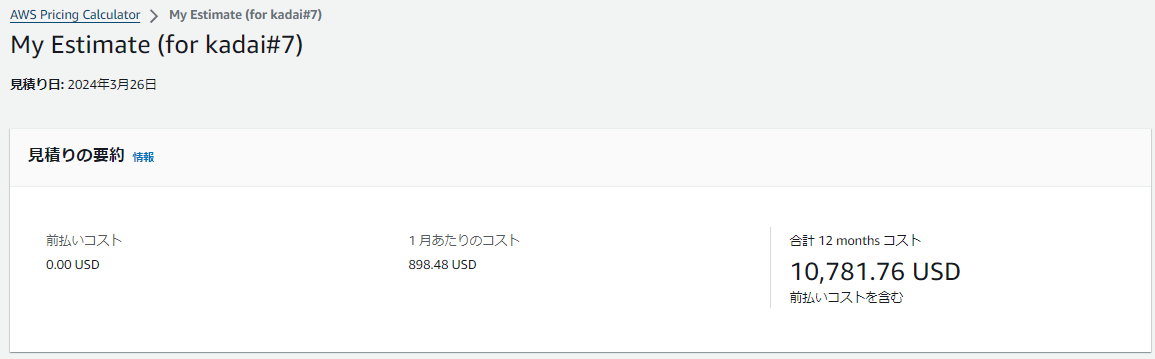 AWS Pricing Calculator > My Estimate (for kadai#7)
My Estimate (for kadai#7)
見積り日: 2024年3月26日
見積りの要約 情報
前払いコスト
0.00 USD
1 月あたりのコスト
898.48 USD
合計 12 months コスト
10,781.76 USD
前払いコストを含む